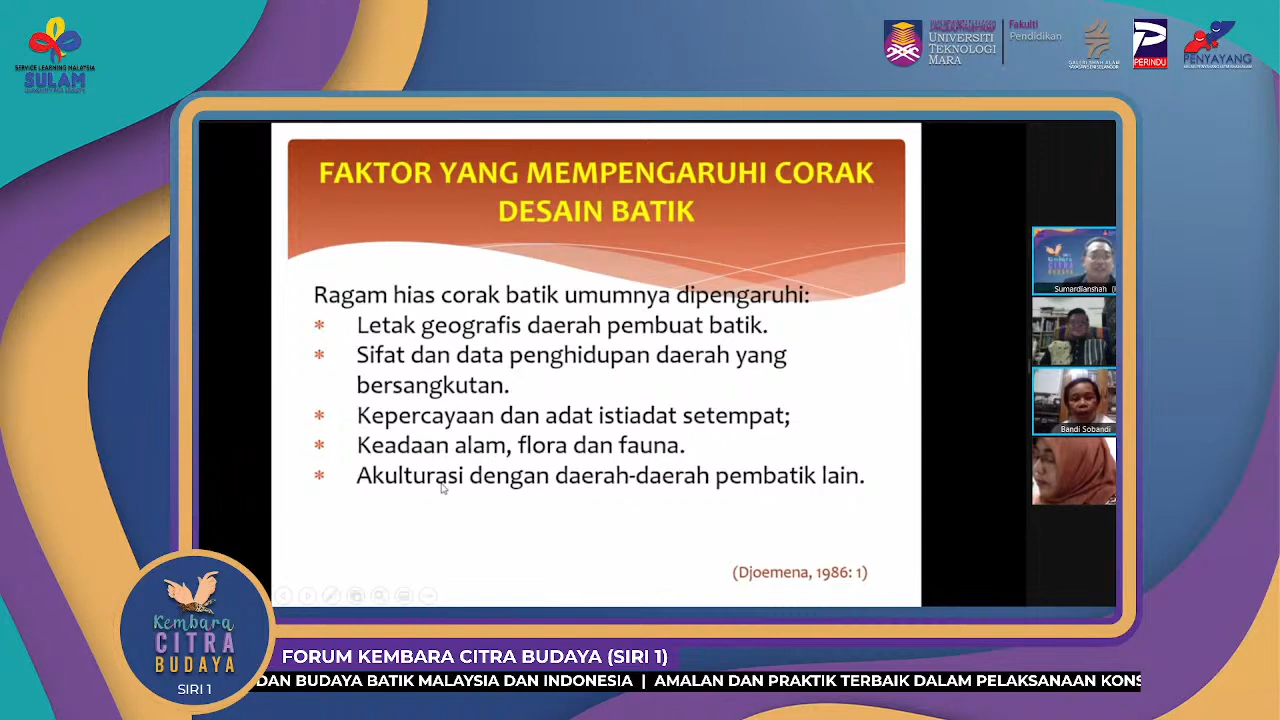 SERVICE LEARNING MALAYSIA
SULAM
UNIVERSITI
TEKNOLOGI
MARA
Fakulti
Pendidikan
PERINDU
PENYAYANG
FAKTOR YANG MEMPENGARUHI CORAK
DESAIN BATIK
Ragam hias corak batik umumnya dipengaruhi:
* Letak geografis daerah pembuat batik.
* Sifat dan data penghidupan daerah yang
bersangkutan.
* Kepercayaan dan adat istiadat setempat;
* Keadaan alam, flora dan fauna.
* Akulturasi dengan daerah-daerah pembatik lain.
(Djoemena, 1986: 1)
Kembara
CITRA
BUDAYA
Sumardianshah
Bandi Sobandi
Kembara
CITRA
BUDAYA
SIRI 1
FORUM KEMBARA CITRA BUDAYA (SIRI 1)
DAN BUDAYA BATIK MALAYSIA DAN INDONESIA | AMALAN DAN PRAKTIK TERBAIK DALAM PELAKSANAAN KONS